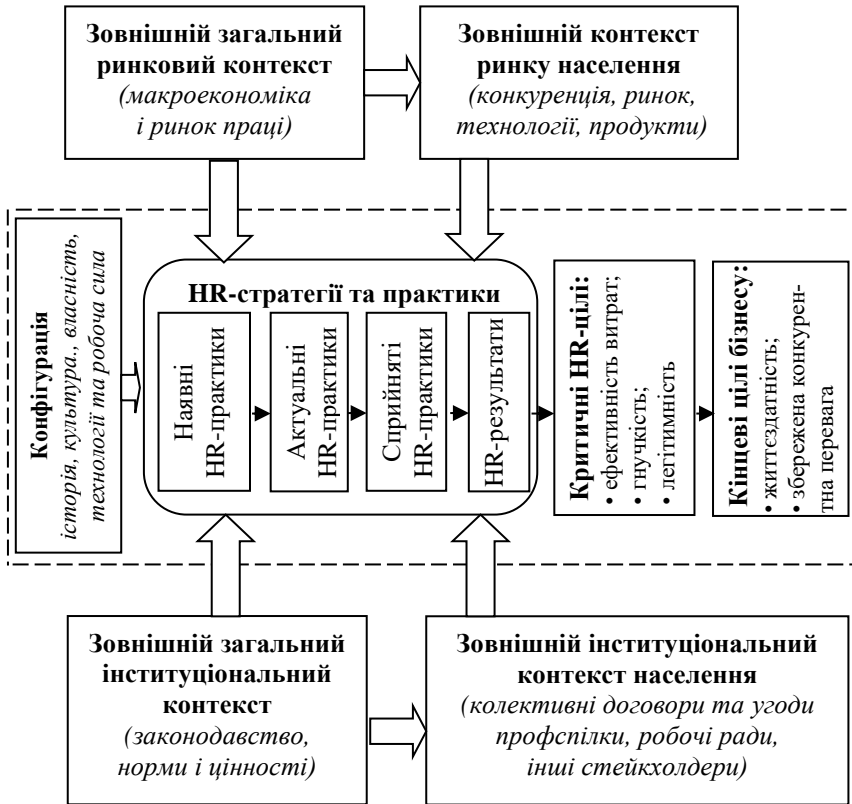 Зовнішній загальний
ринковий контекст
(макроекономіка
і ринок праці)
Зовнішній контекст
ринку населення
(конкуренція, ринок,
технології, продукти)
Конфігурація
історія, культура., власність,
технології та робоча сила
HR-стратегії та практики
Наявні
HR-практики
Актуальні
HR-практики
Сприйняті
HR-практики
HR-результати
Критичні HR-цілі:
• ефективність витрат;
• гнучкість;
• легітимність
Кінцеві цілі бізнесу:
• життєздатність;
• збережена конкурен-
тна перевага
Зовнішній загальний
інституціональний
контекст
(законодавство,
норми і цінності)
Зовнішній інституціональний
контекст населення
(колективні договори та угоди
профспілки, робочі ради,
інші стейкхолдери)